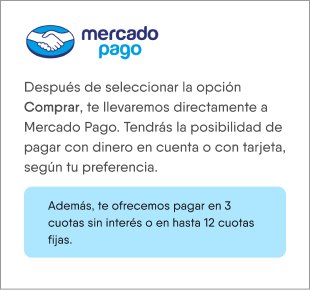 mercado
pago
Después de seleccionar la opción
Comprar, te llevaremos directamente a
Mercado Pago. Tendrás la posibilidad de
pagar con dinero en cuenta o con tarjeta,
según tu preferencia.
Además, te ofrecemos pagar en 3
cuotas sin interés o en hasta 12 cuotas
fijas.